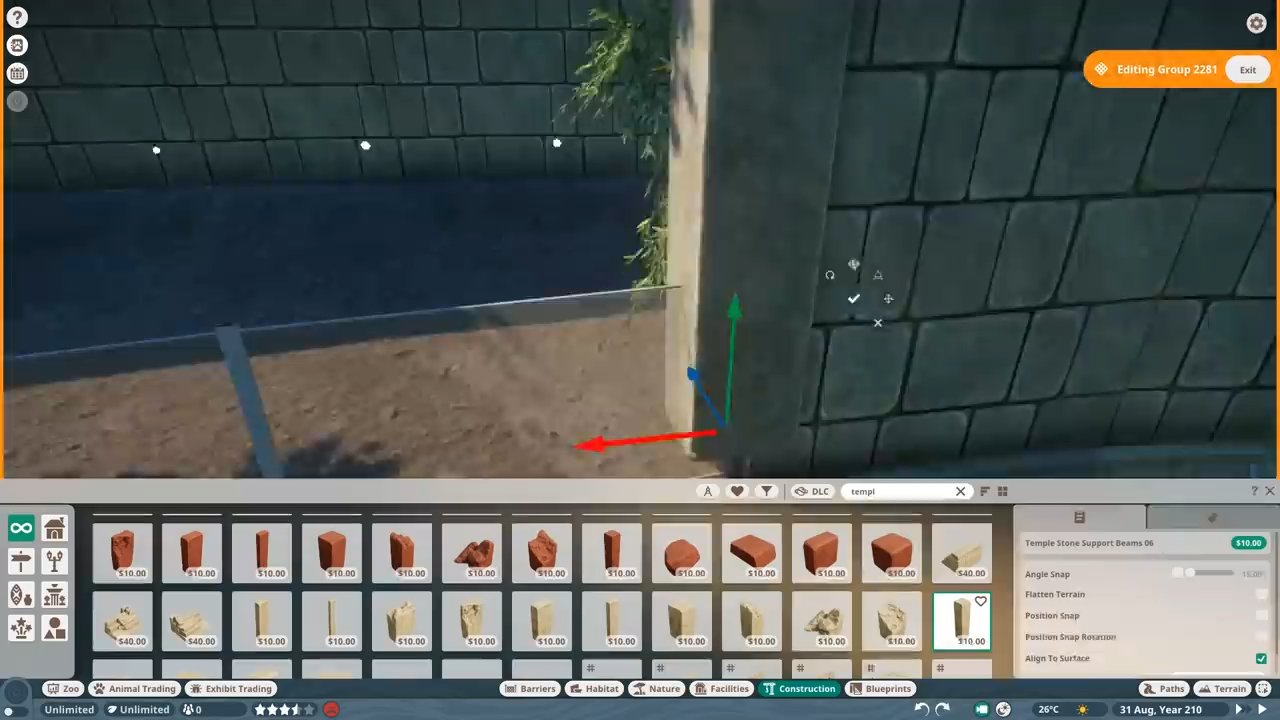 Editing Group 2281 Exit
DLC templ
$10.00 $10.00 $10.00 $10.00 $10.00 $10.00 $10.00 $10.00 $10.00 $10.00 $10.00 $10.00 $40.00
$40.00 $40.00 $10.00 $10.00 $10.00 $10.00 $10.00 $10.00 $10.00 $10.00 $10.00 $10.00 $10.00
Temple Stone Support Beams 06 $10.00
Angle Snap 15.00
Flatten Terrain
Position Snap
Position Snap Rotation
Align To Surface
Zoo Animal Trading Exhibit Trading Barriers Habitat Nature Facilities Construction Blueprints Paths Terrain
Unlimited Unlimited 0 26°C 31 Aug, Year 210